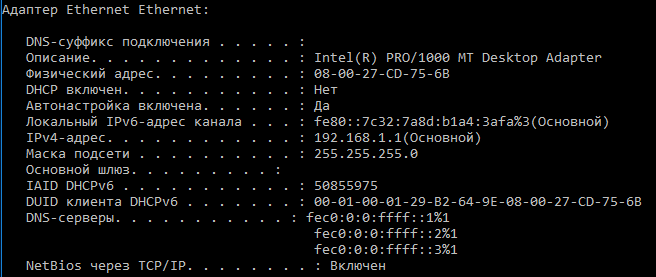 Адаптер Ethernet Ethernet:
DNS-суффикс подключения . . . . . :
Описание. . . . . . . . . . . . . : Intel(R) PRO/1000 MT Desktop Adapter
Физический адрес. . . . . . . . . : 08-00-27-CD-75-6B
DHCP включен. . . . . . . . . . . : Нет
Автонастройка включена. . . . . . : Да
Локальный IPv6-адрес канала . . . : fe80::7c32:7a8d:b1a4:3afa%3(Основной)
IPv4-адрес. . . . . . . . . . . . : 192.168.1.1(Основной)
Маска подсети . . . . . . . . . . : 255.255.255.0
Основной шлюз. . . . . . . . . :
IAID DHCPv6 . . . . . . . . . . . : 50855975
DUID клиента DHCPv6 . . . . . . . : 00-01-00-01-29-B2-64-9E-08-00-27-CD-75-6B
DNS-серверы. . . . . . . . . . . : fec0:0:0:ffff::1%1
fec0:0:0:ffff::2%1
fec0:0:0:ffff::3%1
NetBios через TCP/IP. . . . . . . . : Включен